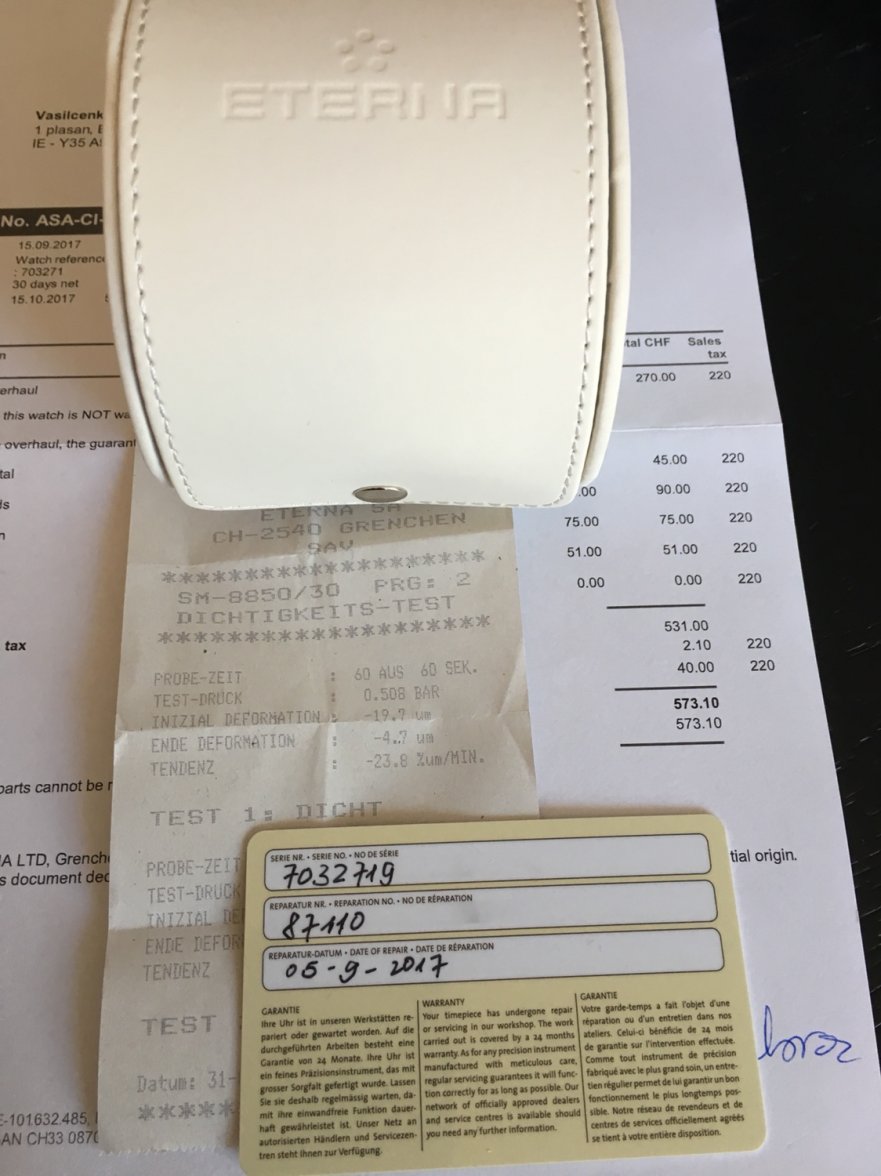 ETERNA
Vasilcenk
1 plasan, E
IE - Y35 A
No. ASA-CI-
15.09.2017
Watch reference
: 703271
30 days net
15.10.2017
tal CHF Sales
tax
270.00 220
erhaul
this watch is NOT wa
overhaul, the guarant
tal
45.00 220
.00 90.00 220
75.00 75.00 220
51.00 51.00 220
0.00 0.00 220
531.00
tax 2.10 220
40.00 220
573.10
573.10
ETERNA SA
CH-2540 GRENCHEN
SAV
*******************
SM-8850/30 PRG: 2
DICHTIGKEITS-TEST
*******************
PROBE-ZEIT : 60 AUS 60 SEK.
TEST-DRUCK : 0.508 BAR
INIZIAL DEFORMATION : -19.7 um
ENDE DEFORMATION : -4.7 um
TENDENZ : -23.8 %um/MIN.
TEST 1: DICHT
PROBE-ZEIT
TEST-DRUCK
INIZIAL DE
ENDE DEFOR
TENDENZ
TEST
Datum: 31-
*****
parts cannot be r
A LTD, Grench
s document dec
tial origin.
E-101632.485,
AN CH33 0870
SERIE NR. • SERIE NO. • NO DE SÉRIE
7032719
REPARATUR NR. • REPARATION NO. • NO DE RÉPARATION
87110
REPARATUR-DATUM • DATE OF REPAIR • DATE DE RÉPARATION
05-9-2017
GARANTIE
Ihre Uhr ist in unseren Werkstätten re-
pariert oder gewartet worden. Auf die
durchgeführten Arbeiten besteht eine
Garantie von 24 Monate. Ihre Uhr ist
ein feines Präzisionsinstrument, das mit
grosser Sorgfalt gefertigt wurde. Lassen
Sie sie deshalb regelmässig warten, da-
mit ihre einwandfreie Funktion dauer-
haft gewährleistet ist. Unser Netz an
autorisierten Händlern und Servicezen-
tren steht Ihnen zur Verfügung.
WARRANTY
Your timepiece has undergone repair
or servicing in our workshop. The work
carried out is covered by a 24 months
warranty. As for any precision instrument
manufactured with meticulous care,
regular servicing guarantees it will func-
tion correctly for as long as possible. Our
network of officially approved dealers
and service centres is available should
you need any further information.
GARANTIE
Votre garde-temps a fait l'objet d'une
réparation ou d'un entretien dans nos
ateliers. Celui-ci bénéficie de 24 mois
de garantie sur l'intervention effectuée.
Comme tout instrument de précision
fabriqué avec le plus grand soin, un entre-
tien régulier permet de lui garantir un bon
fonctionnement le plus longtemps pos-
sible. Notre réseau de revendeurs et de
centres de services officiellement agréés
se tient à votre entière disposition.